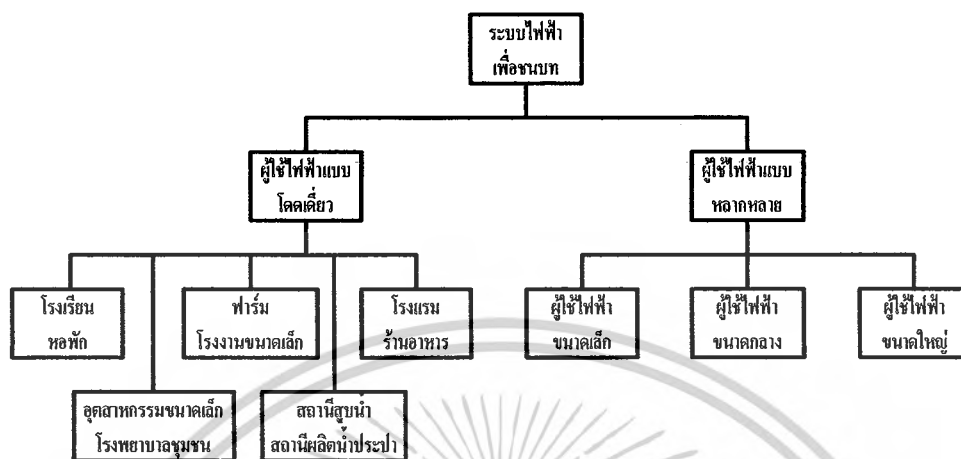 ระบบไฟฟ้า
เพื่อชนบท
ผู้ใช้ไฟฟ้าแบบ
โดดเดี่ยว
ผู้ใช้ไฟฟ้าแบบ
หลากหลาย
โรงเรียน
หอพัก
ฟาร์ม
โรงงานขนาดเล็ก
โรงแรม
ร้านอาหาร
ผู้ใช้ไฟฟ้า
ขนาดเล็ก
ผู้ใช้ไฟฟ้า
ขนาดกลาง
ผู้ใช้ไฟฟ้า
ขนาดใหญ่
อุตสาหกรรมขนาดเล็ก
โรงพยาบาลชุมชน
สถานีสูบน้ำ
สถานีผลิตน้ำประปา